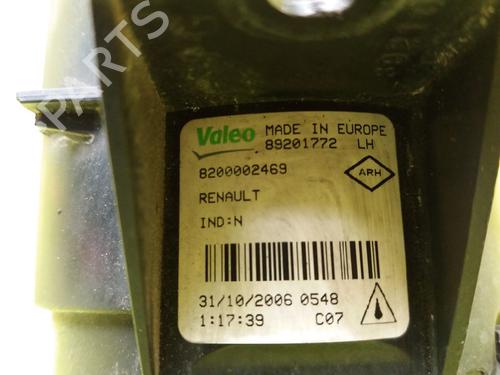 PARTS
Valeo MADE IN EUROPE
89201772 LH
8200002469
ARH
RENAULT
IND:N
31/10/2006 0548
1:17:39 C07